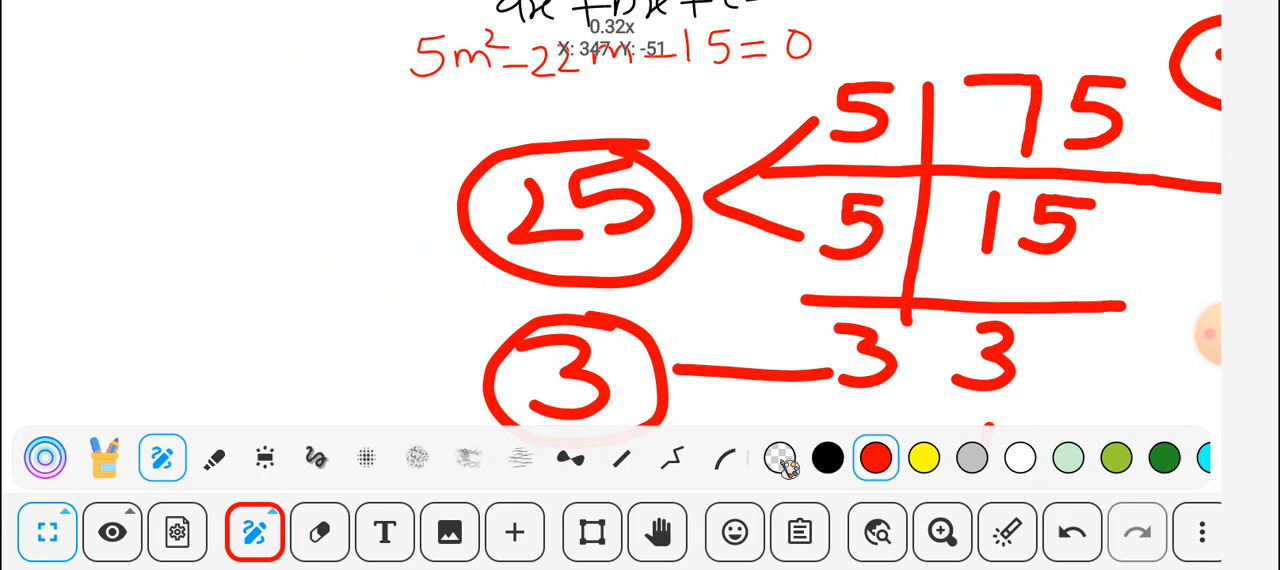 0.32x
X: 347, Y: -51
5m²-22m-15=0
5 75
25
5 15
3
3 3
T